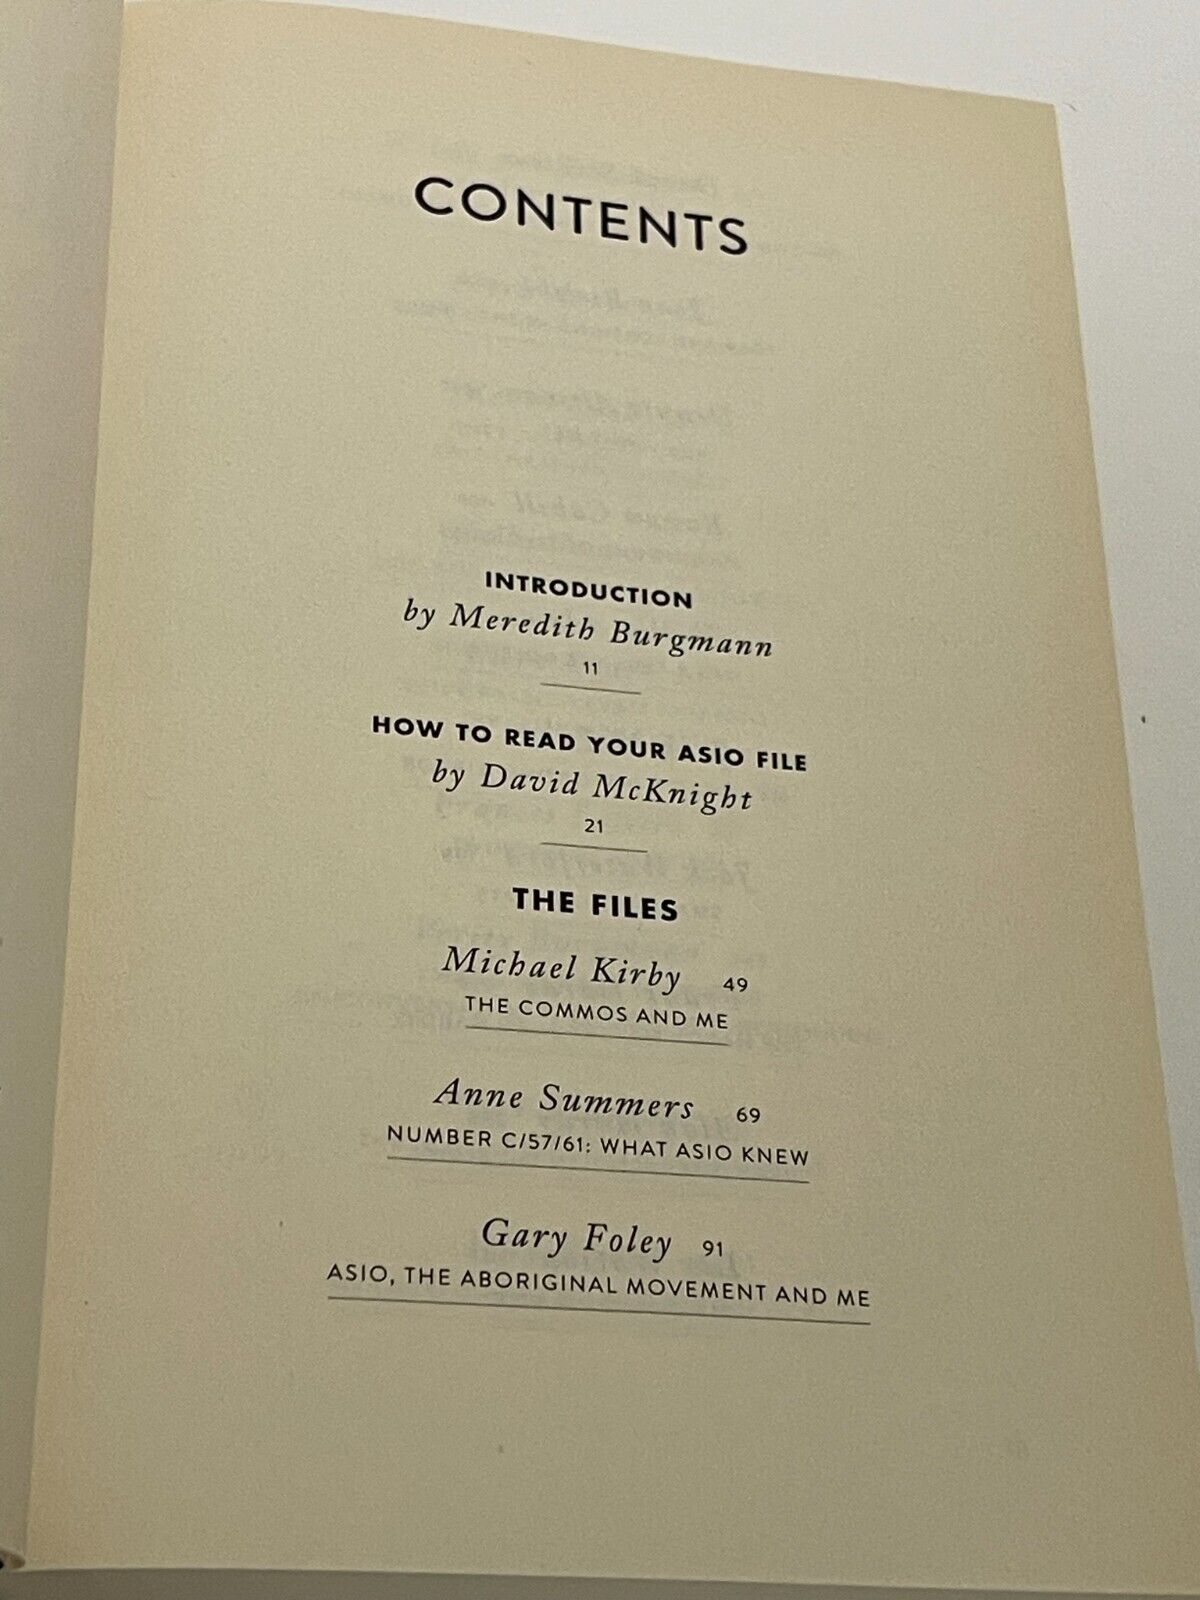 CONTENTS
INTRODUCTION
by Meredith Burgmann
11
HOW TO READ YOUR ASIO FILE
by David McKnight
21
THE FILES
Michael Kirby 49
THE COMMOS AND ME
Anne Summers 69
NUMBER C/57/61: WHAT ASIO KNEW
Gary Foley 91
ASIO, THE ABORIGINAL MOVEMENT AND ME